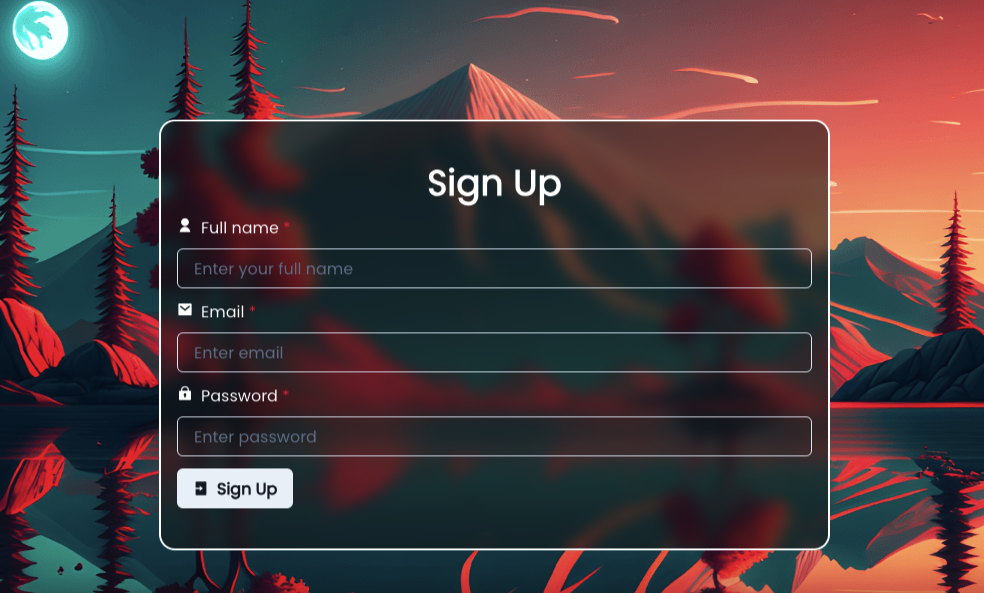 Sign Up
Full name *
Enter your full name
Email *
Enter email
Password *
Enter password
Sign Up